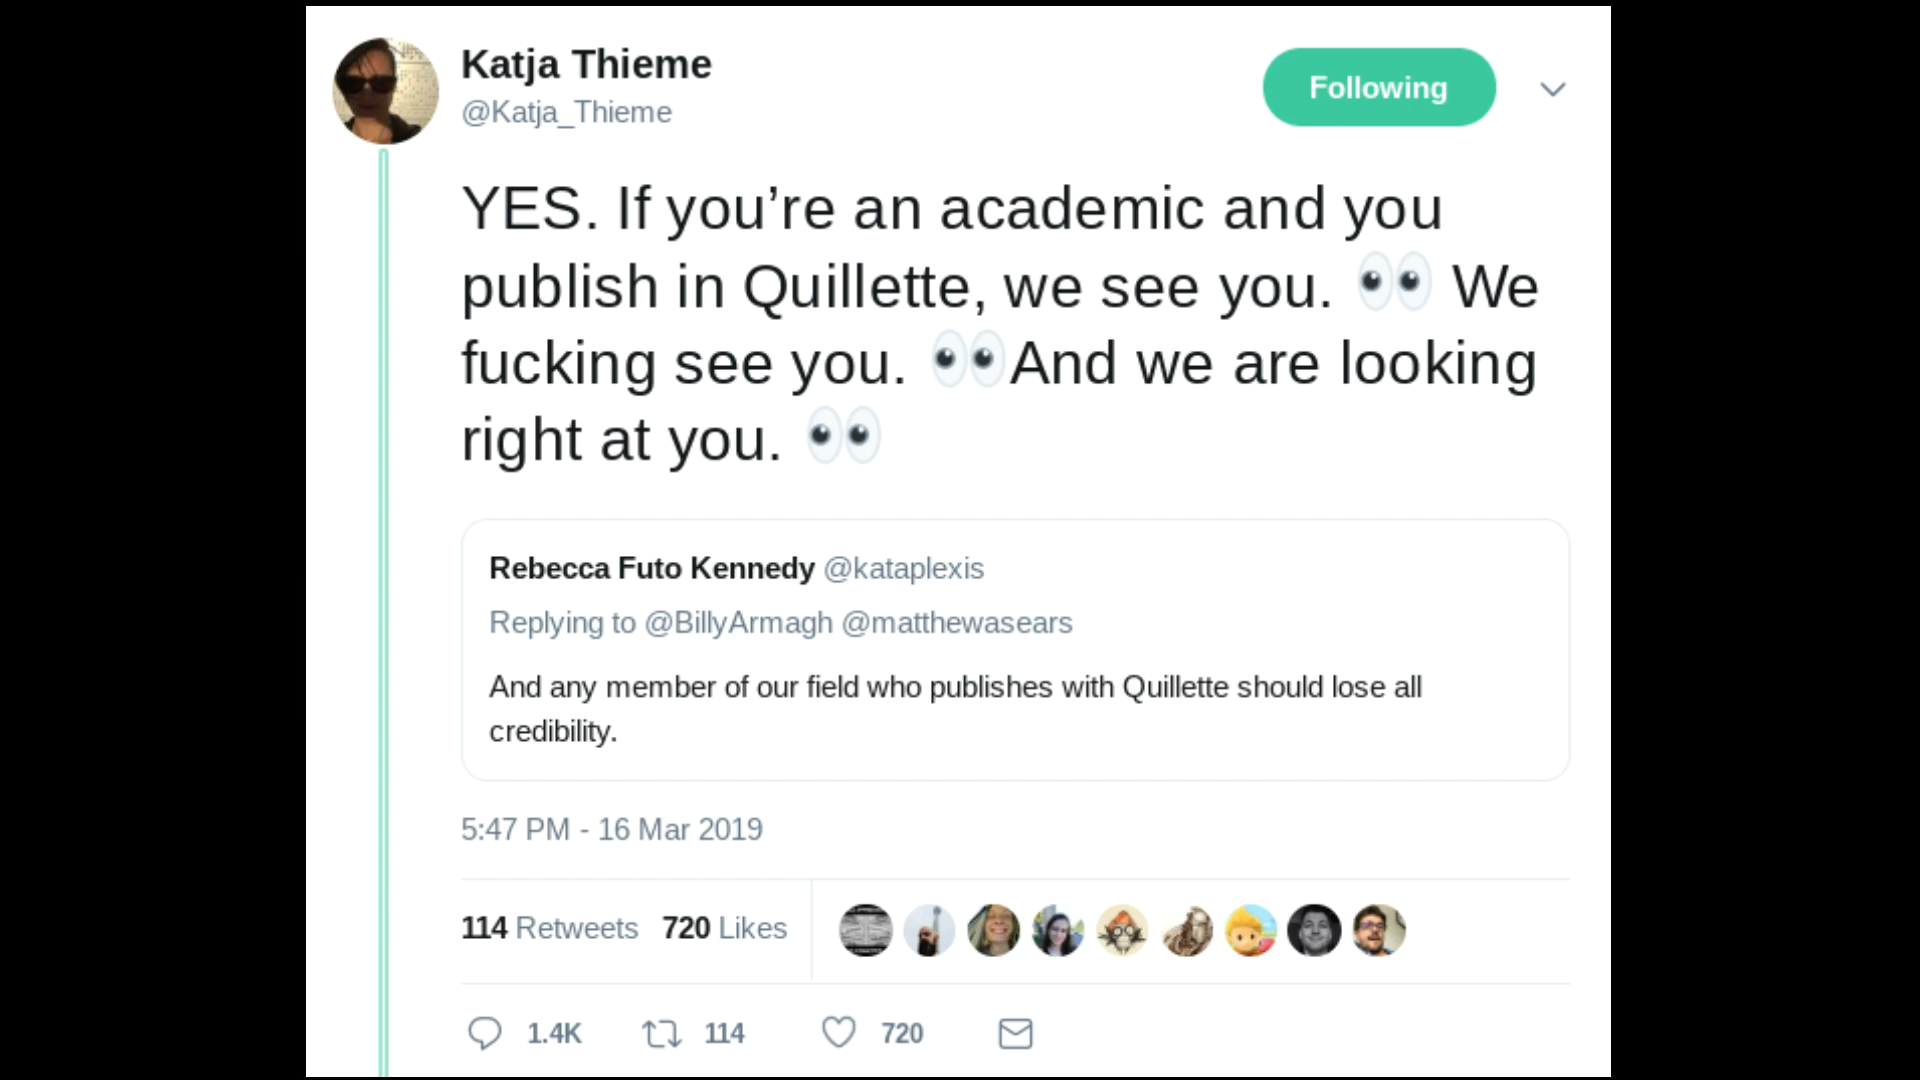 Katja Thieme
@Katja_Thieme
Following
YES. If you’re an academic and you
publish in Quillette, we see you. 👀 We
fucking see you. 👀And we are looking
right at you. 👀
Rebecca Futo Kennedy @kataplexis
Replying to @BillyArmagh @matthewasears
And any member of our field who publishes with Quillette should lose all
credibility.
5:47 PM - 16 Mar 2019
114 Retweets 720 Likes
1.4K 114 720